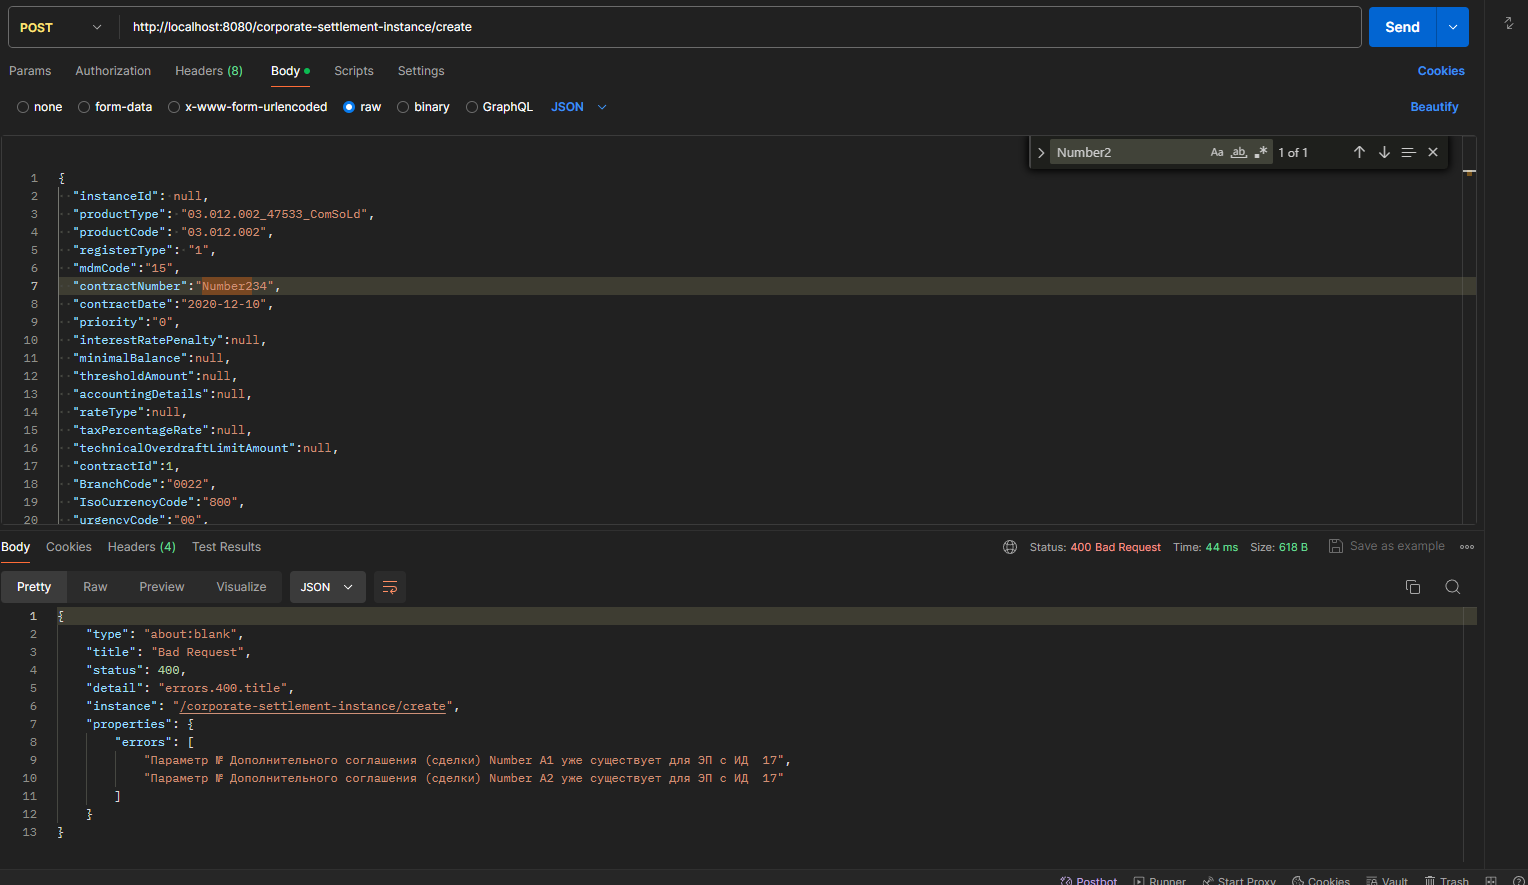 POST
http://localhost:8080/corporate-settlement-instance/create
Send
Params Authorization Headers (8) Body Scripts Settings Cookies
none form-data x-www-form-urlencoded raw binary GraphQL JSON Beautify
Number2 Aa ab .* 1 of 1
1 {
2 "instanceId": null,
3 "productType": "03.012.002_47533_ComSoLd",
4 "productCode": "03.012.002",
5 "registerType": "1",
6 "mdmCode":"15",
7 "contractNumber":"Number234",
8 "contractDate":"2020-12-10",
9 "priority":"0",
10 "interestRatePenalty":null,
11 "minimalBalance":null,
12 "thresholdAmount":null,
13 "accountingDetails":null,
14 "rateType":null,
15 "taxPercentageRate":null,
16 "technicalOverdraftLimitAmount":null,
17 "contractId":1,
18 "BranchCode":"0022",
19 "IsoCurrencyCode":"800",
20 "urgencyCode":"00",
Body Cookies Headers (4) Test Results Status: 400 Bad Request Time: 44 ms Size: 618 B Save as example
Pretty Raw Preview Visualize JSON
1 {
2 "type": "about:blank",
3 "title": "Bad Request",
4 "status": 400,
5 "detail": "errors.400.title",
6 "instance": "/corporate-settlement-instance/create",
7 "properties": {
8 "errors": [
9 "Параметр № Дополнительного соглашения (сделки) Number A1 уже существует для ЭП с ИД  17",
10 "Параметр № Дополнительного соглашения (сделки) Number A2 уже существует для ЭП с ИД  17"
11 ]
12 }
13 }
Postbot Runner Start Proxy Cookies Vault Trash